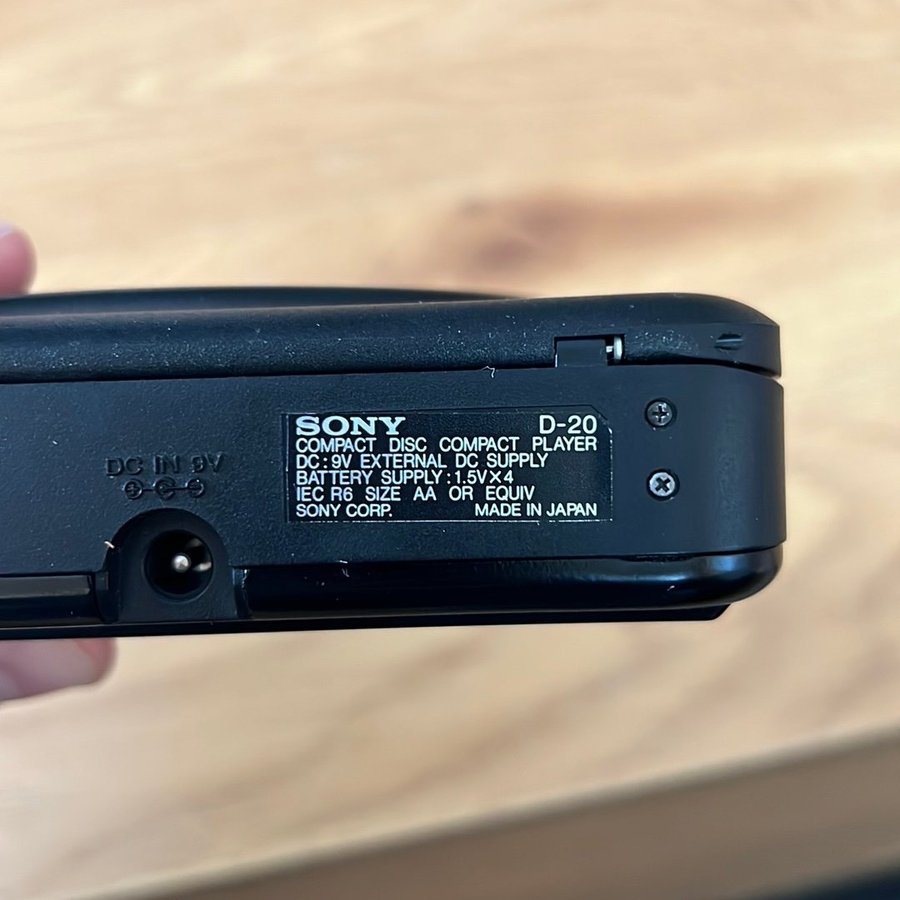 DC IN 9V
SONY D-20
COMPACT DISC COMPACT PLAYER
DC:9V EXTERNAL DC SUPPLY
BATTERY SUPPLY:1.5V×4
IEC R6 SIZE AA OR EQUIV
SONY CORP. MADE IN JAPAN